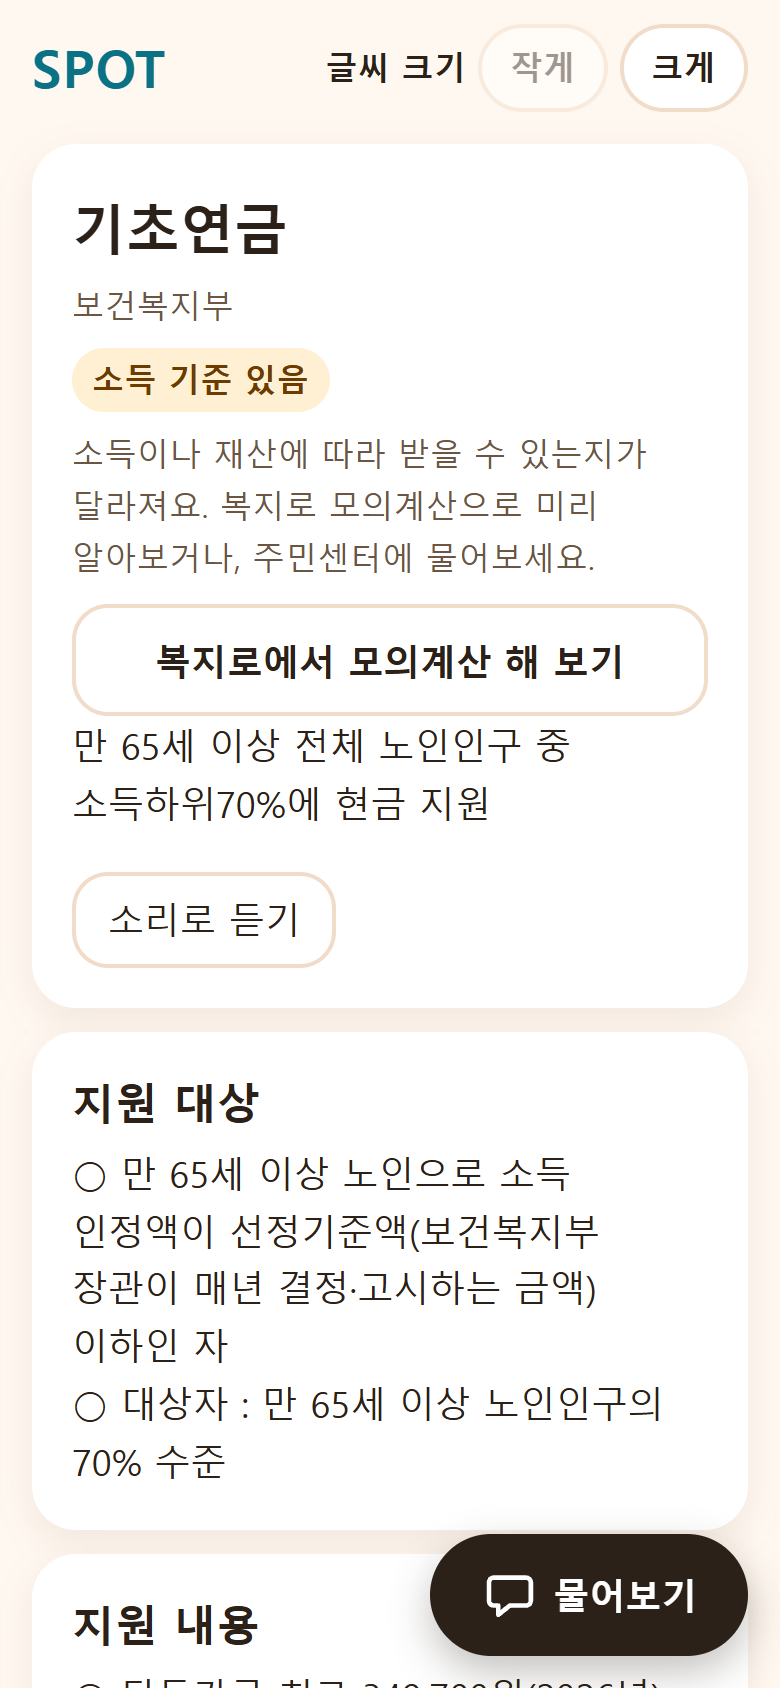 SPOT
글씨 크기
작게
크게
기초연금
보건복지부
소득 기준 있음
소득이나 재산에 따라 받을 수 있는지가
달라져요. 복지로 모의계산으로 미리
알아보거나, 주민센터에 물어보세요.
복지로에서 모의계산 해 보기
만 65세 이상 전체 노인인구 중
소득하위70%에 현금 지원
소리로 듣기
지원 대상
○ 만 65세 이상 노인으로 소득
인정액이 선정기준액(보건복지부
장관이 매년 결정·고시하는 금액)
이하인 자
○ 대상자 : 만 65세 이상 노인인구의
70% 수준
지원 내용
물어보기